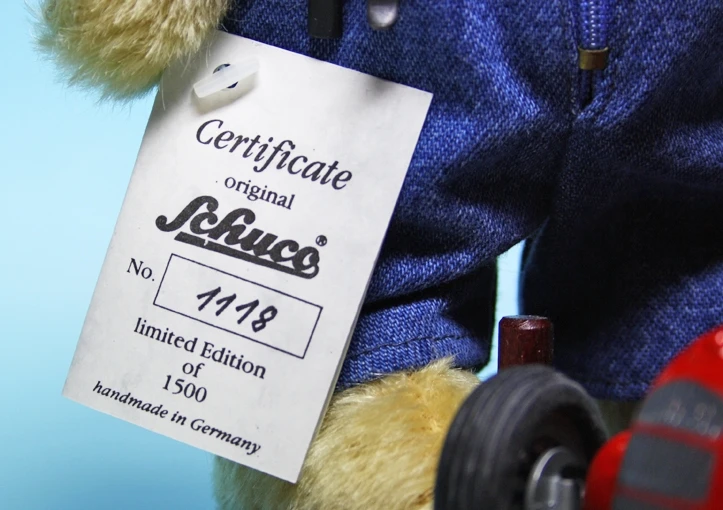 Certificate
original
Schuco®
No. 1118
limited Edition
of
1500
handmade in Germany